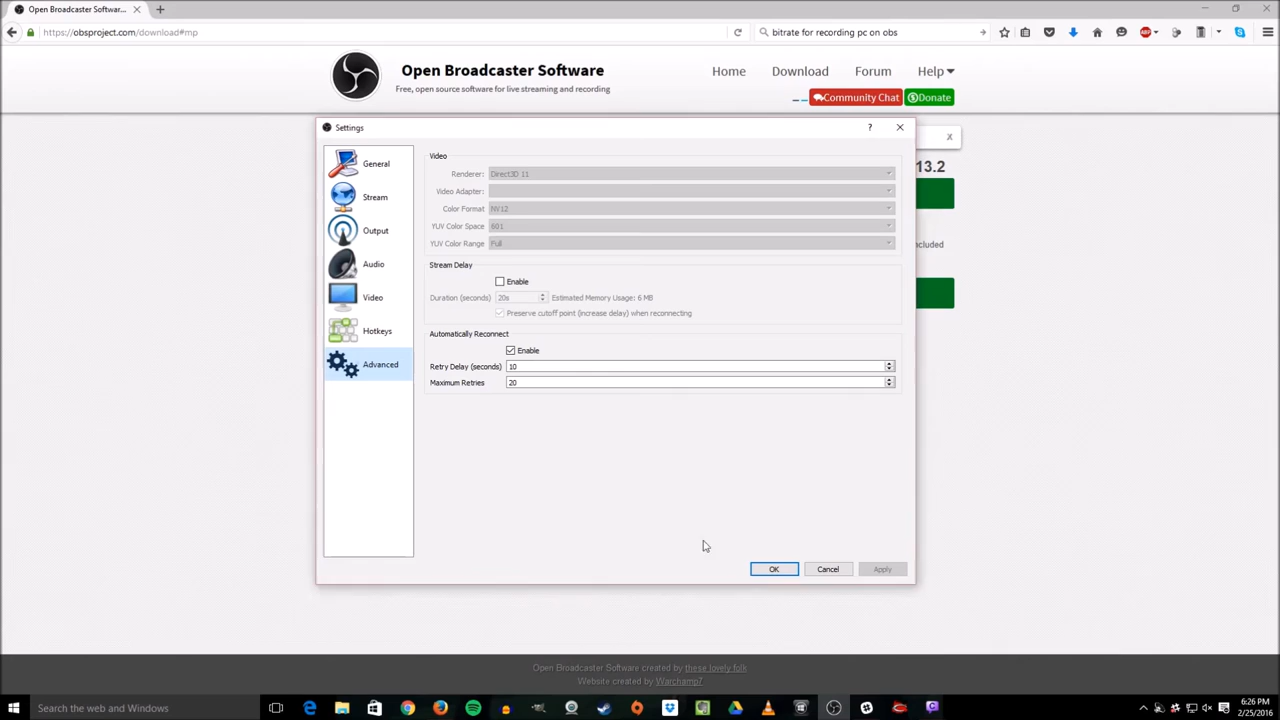 Open Broadcaster Softwar...
https://obsproject.com/download#mp
bitrate for recording pc on obs
Open Broadcaster Software
Free, open source software for live streaming and recording
Home Download Forum Help
Community Chat Donate
Settings
General
Stream
Output
Audio
Video
Hotkeys
Advanced
Video
Renderer: Direct3D 11
Video Adapter:
Color Format NV12
YUV Color Space 601
YUV Color Range: Full
Stream Delay
Enable
Duration (seconds) 20s Estimated Memory Usage: 6 MB
Preserve cutoff point (increase delay) when reconnecting
Automatically Reconnect
Enable
Retry Delay (seconds) 10
Maximum Retries 20
OK Cancel Apply
x
13.2
included
Open Broadcaster Software created by these lovely folk
Website created by Warchamp7
Search the web and Windows
6:26 PM
2/25/2016